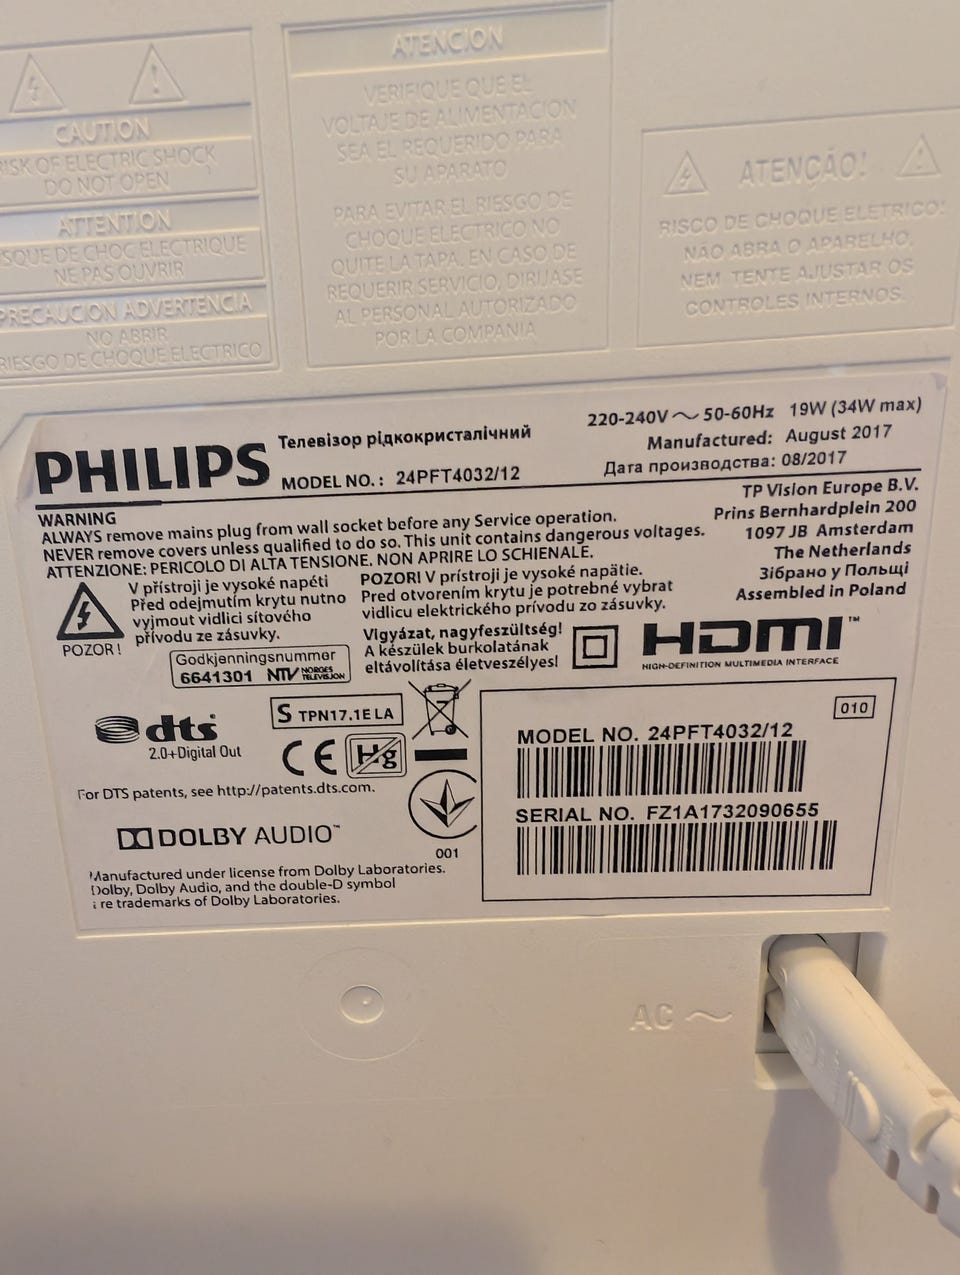 CAUTION
RISK OF ELECTRIC SHOCK
DO NOT OPEN
ATTENTION
RISQUE DE CHOC ELECTRIQUE
NE PAS OUVRIR
PRECAUCION ADVERTENCIA
NO ABRIR
RIESGO DE CHOQUE ELECTRICO
ATENCION
VERIFIQUE QUE EL
VOLTAJE DE ALIMENTACION
SEA EL REQUERIDO PARA
SU APARATO
PARA EVITAR EL RIESGO DE
CHOQUE ELECTRICO NO
QUITE LA TAPA. EN CASO DE
REQUERIR SERVICIO, DIRIJASE
AL PERSONAL AUTORIZADO
POR LA COMPANIA
ATENÇÃO!
RISCO DE CHOQUE ELETRICO!
NÃO ABRA O APARELHO,
NEM TENTE AJUSTAR OS
CONTROLES INTERNOS.
PHILIPS
Телевізор рідкокристалічний
MODEL NO.: 24PFT4032/12
220-240V ~ 50-60Hz 19W (34W max)
Manufactured: August 2017
Дата производства: 08/2017
WARNING
ALWAYS remove mains plug from wall socket before any Service operation.
NEVER remove covers unless qualified to do so. This unit contains dangerous voltages.
ATTENZIONE: PERICOLO DI ALTA TENSIONE. NON APRIRE LO SCHIENALE.
TP Vision Europe B.V.
Prins Bernhardplein 200
1097 JB Amsterdam
The Netherlands
Зібрано у Польщі
Assembled in Poland
POZOR!
V přístroji je vysoké napětí
Před odejmutím krytu nutno
vyjmout vidlici síťového
přívodu ze zásuvky.
POZOR! V prístroji je vysoké napätie.
Pred otvorením krytu je potrebné vybrat
vidlicu elektrického prívodu zo zásuvky.
Vigyázat, nagyfeszültség!
A készülek burkolatának
eltávolítása életveszélyes!
Godkjenningsnummer
6641301 NTV NORGES TELEVISJON
HDMI™
HIGH-DEFINITION MULTIMEDIA INTERFACE
dts
2.0+Digital Out
S TPN17.1E LA
CE Hg
For DTS patents, see http://patents.dts.com.
DOLBY AUDIO™
001
Manufactured under license from Dolby Laboratories.
Dolby, Dolby Audio, and the double-D symbol
are trademarks of Dolby Laboratories.
010
MODEL NO. 24PFT4032/12
SERIAL NO. FZ1A1732090655
AC ~